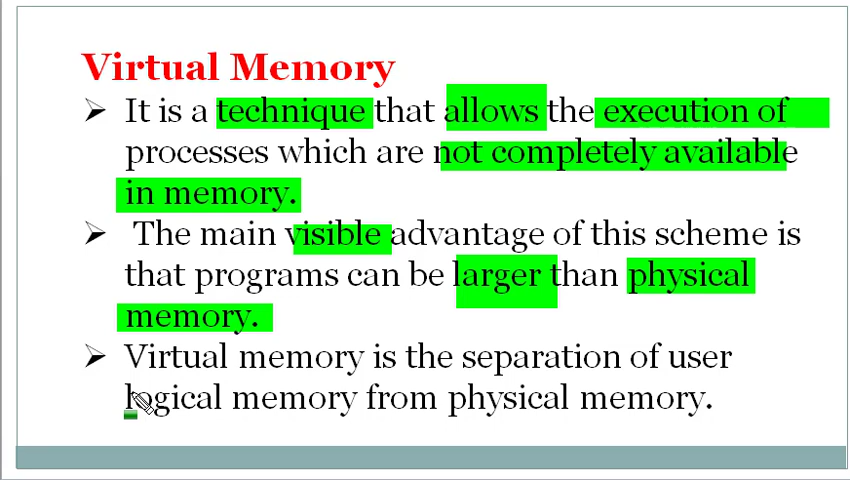 Virtual Memory
➢ It is a technique that allows the execution of
processes which are not completely available
in memory.
➢ The main visible advantage of this scheme is
that programs can be larger than physical
memory.
➢ Virtual memory is the separation of user
logical memory from physical memory.